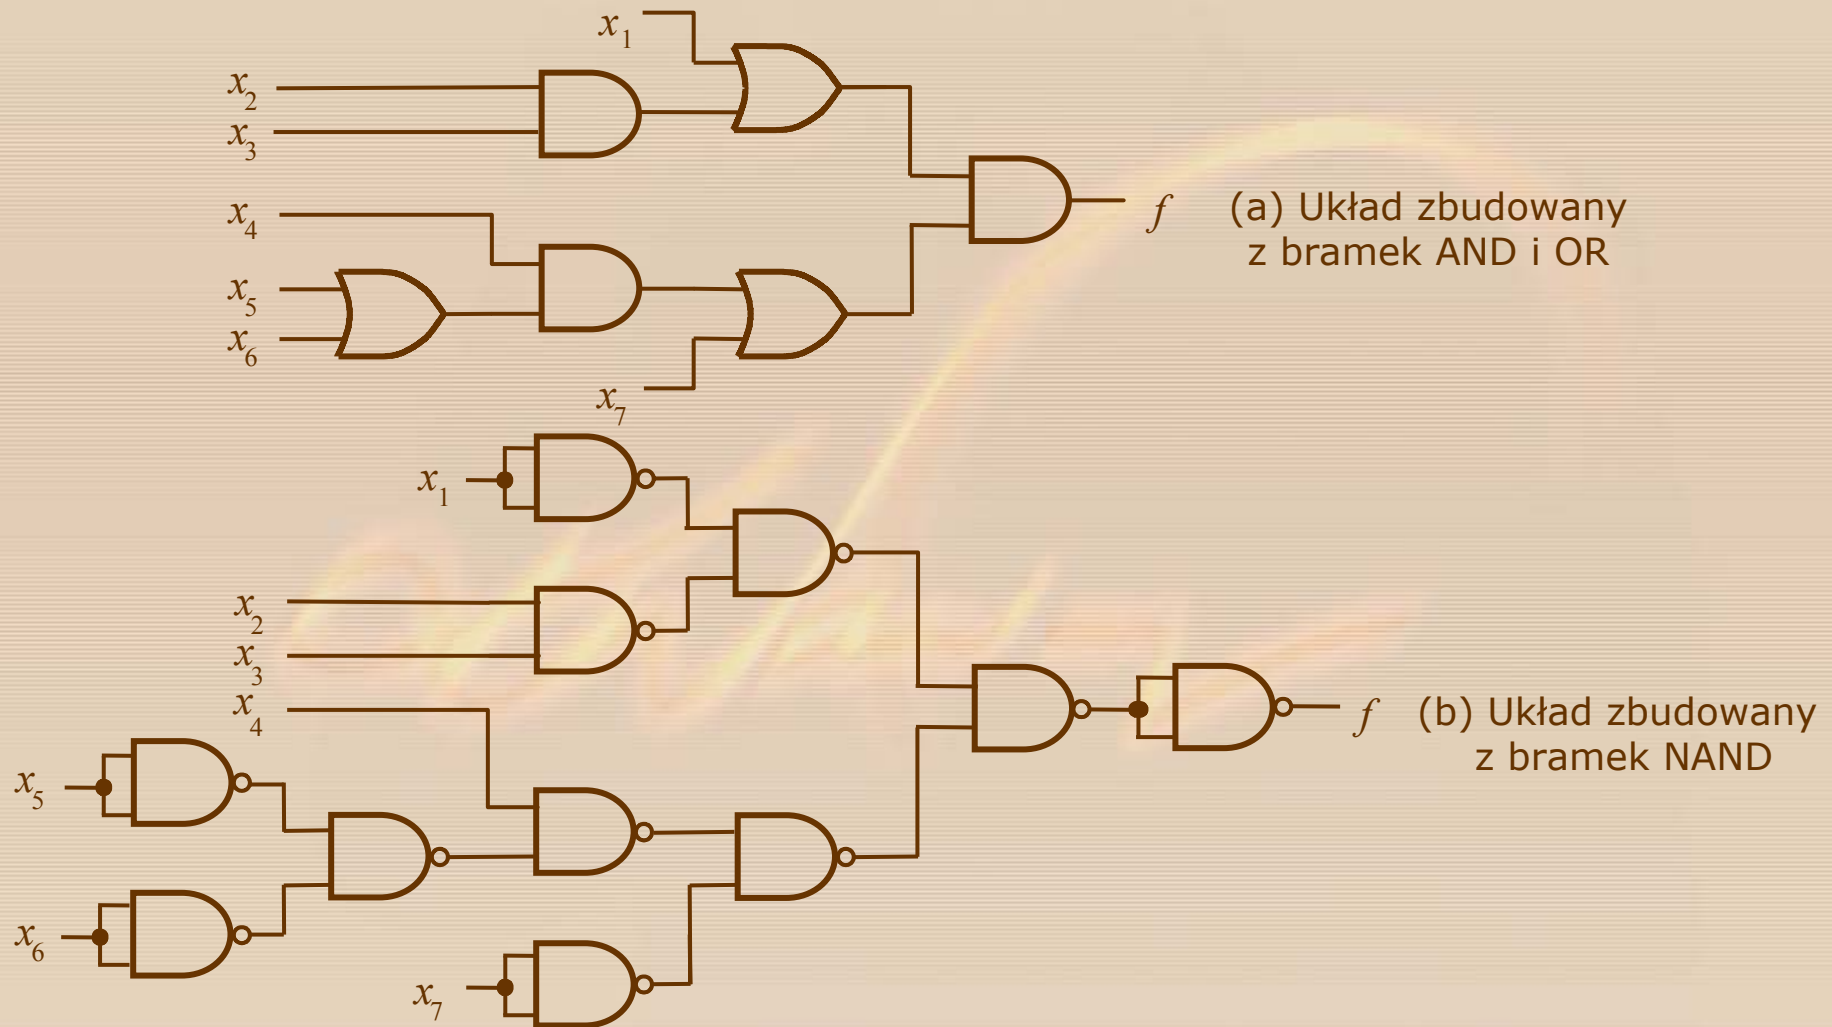 x1
x2
x3
x4
x5
x6
x7
f
(a) Układ zbudowany
z bramek AND i OR
x1
x2
x3
x4
x5
x6
x7
f
(b) Układ zbudowany
z bramek NAND